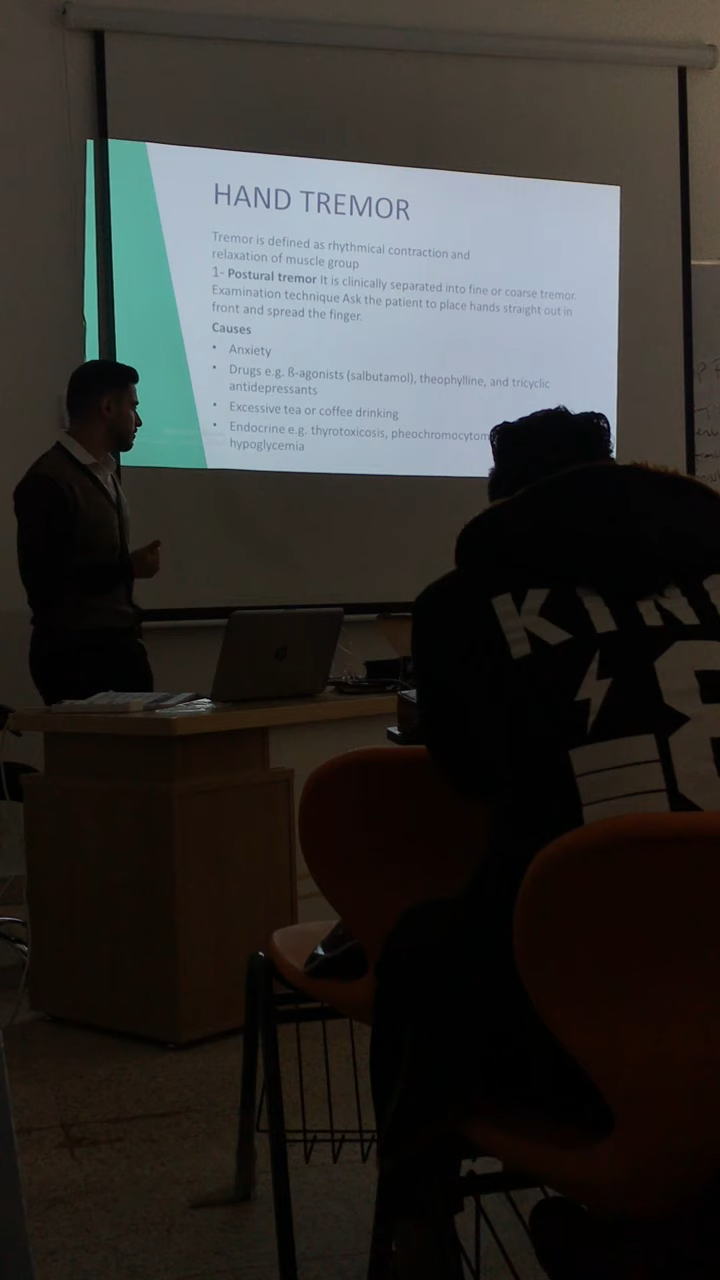 HAND TREMOR
Tremor is defined as rhythmical contraction and
relaxation of muscle group
1- Postural tremor It is clinically separated into fine or coarse tremor.
Examination technique Ask the patient to place hands straight out in
front and spread the finger.
Causes
• Anxiety
• Drugs e.g. ß-agonists (salbutamol), theophylline, and tricyclic
antidepressants
• Excessive tea or coffee drinking
• Endocrine e.g. thyrotoxicosis, pheochromocytom
hypoglycemia
KING
8